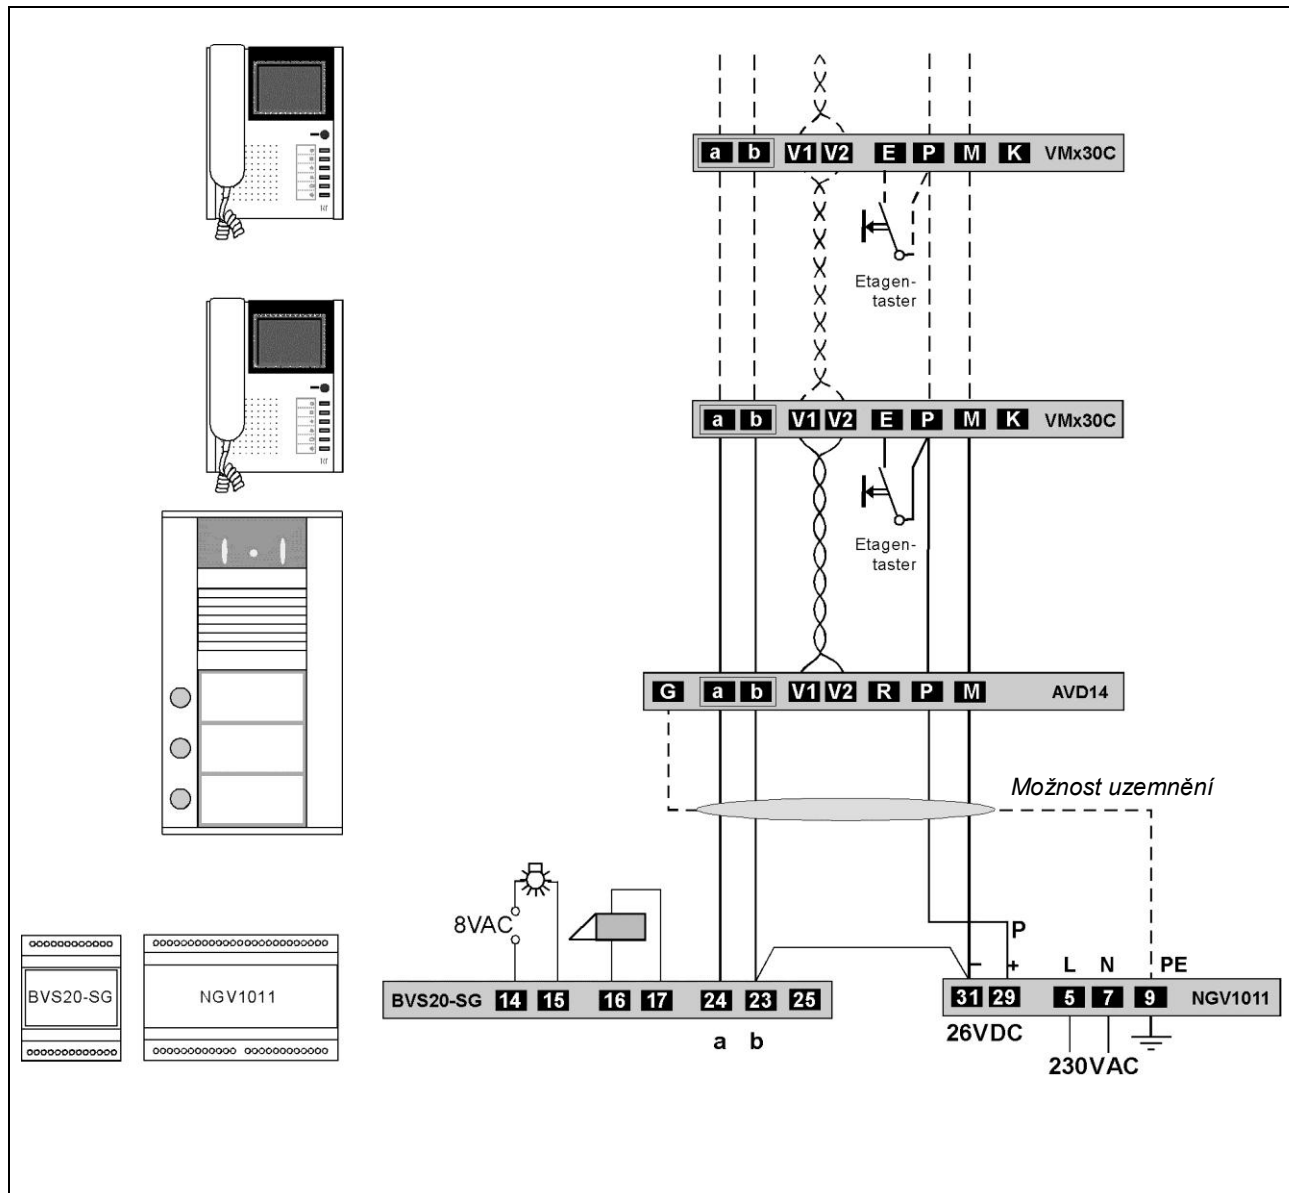 a b V1 V2 E P M K VMx30C
Etagen-
taster
a b V1 V2 E P M K VMx30C
Etagen-
taster
G a b V1 V2 R P M AVD14
Možnost uzemnění
8VAC
P
- + L N PE
BVS20-SG 14 15 16 17 24 23 25
31 29 5 7 9 NGV1011
a b
26VDC
230VAC
BVS20-SG
NGV1011